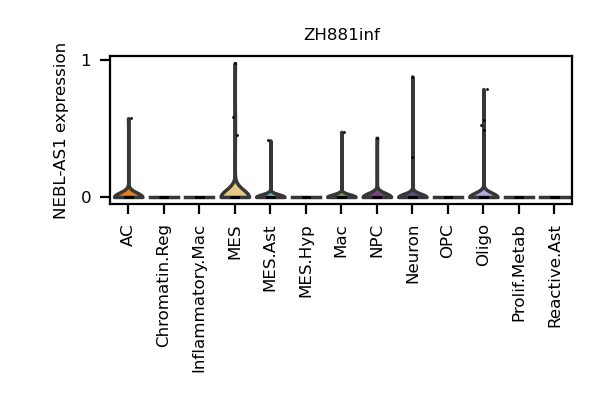 ZH881inf
NEBL-AS1 expression
1
0
AC
Chromatin.Reg
Inflammatory.Mac
MES
MES.Ast
MES.Hyp
Mac
NPC
Neuron
OPC
Oligo
Prolif.Metab
Reactive.Ast